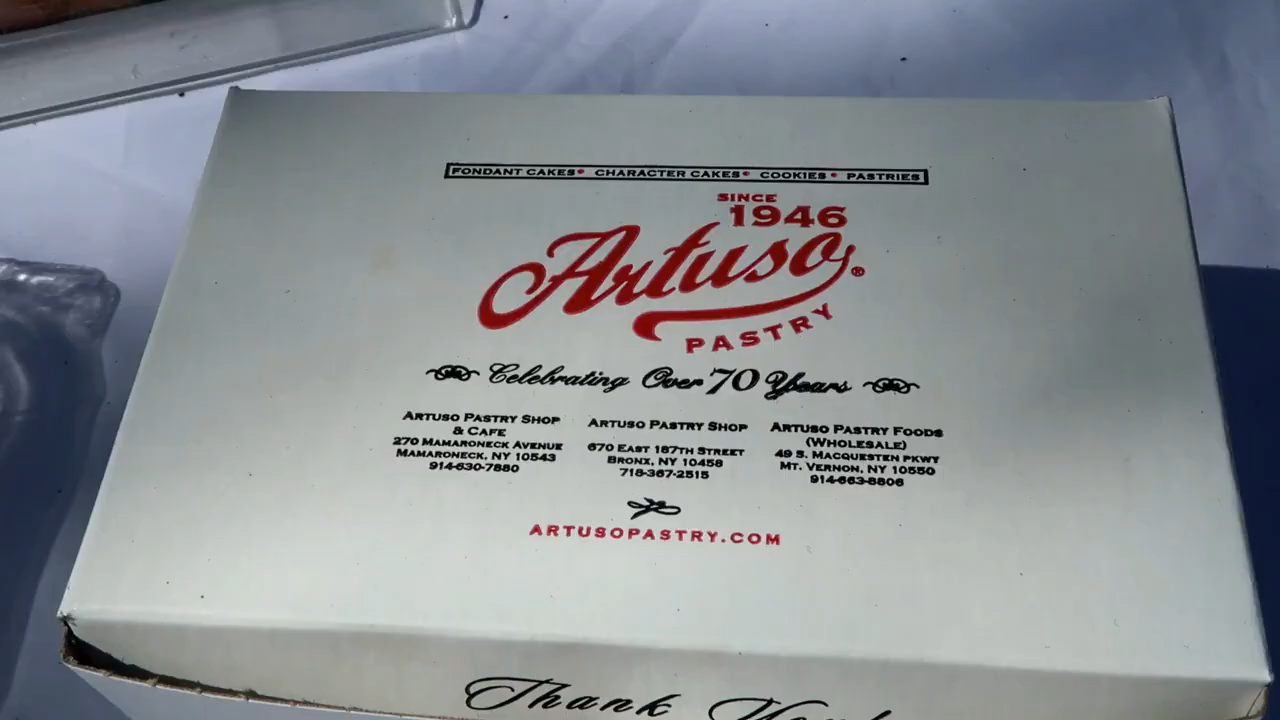 FONDANT CAKES • CHARACTER CAKES • COOKIES • PASTRIES
SINCE
1946
Artuso®
PASTRY
Celebrating Over 70 Years
ARTUSO PASTRY SHOP
& CAFE
270 MAMARONECK AVENUE
MAMARONECK, NY 10543
914-630-7880
ARTUSO PASTRY SHOP
670 EAST 187TH STREET
BRONX, NY 10458
718-367-2515
ARTUSO PASTRY FOODS
(WHOLESALE)
49 S. MACQUESTEN PKWY
MT. VERNON, NY 10550
914-663-8806
ARTUSOPASTRY.COM
Thank